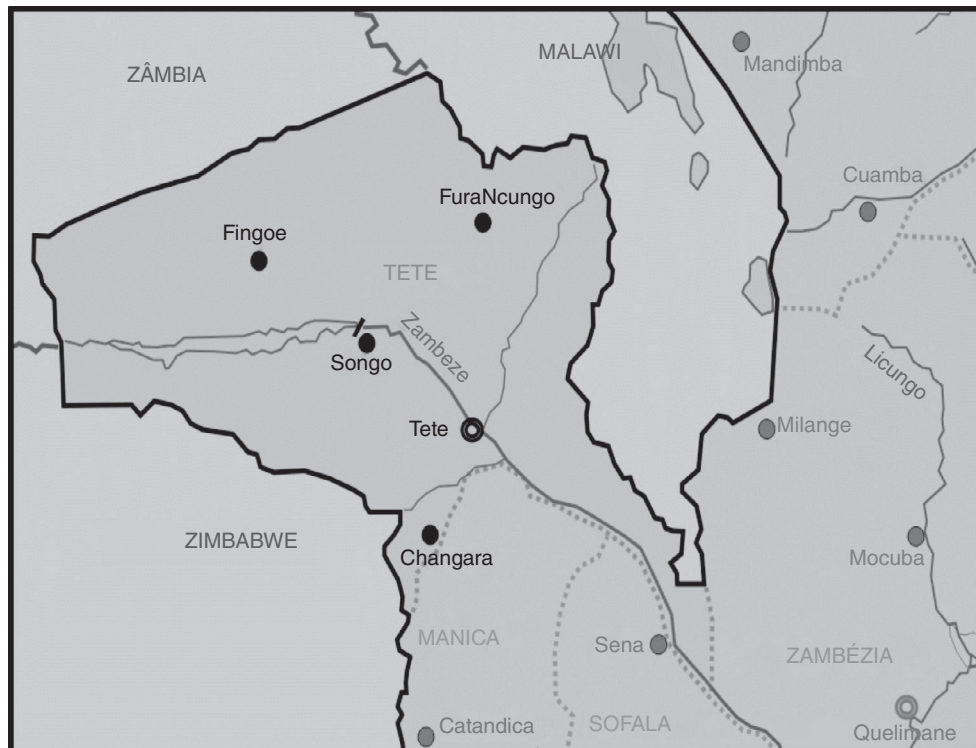 MALAWI
Mandimba
ZÂMBIA
Cuamba
FuraNcungo
Fingoe
TETE
Zambeze
Songo
Licungo
Tete
Milange
ZIMBABWE
Changara
Mocuba
MANICA
Sena
ZAMBÉZIA
Catandica
SOFALA
Quelimane